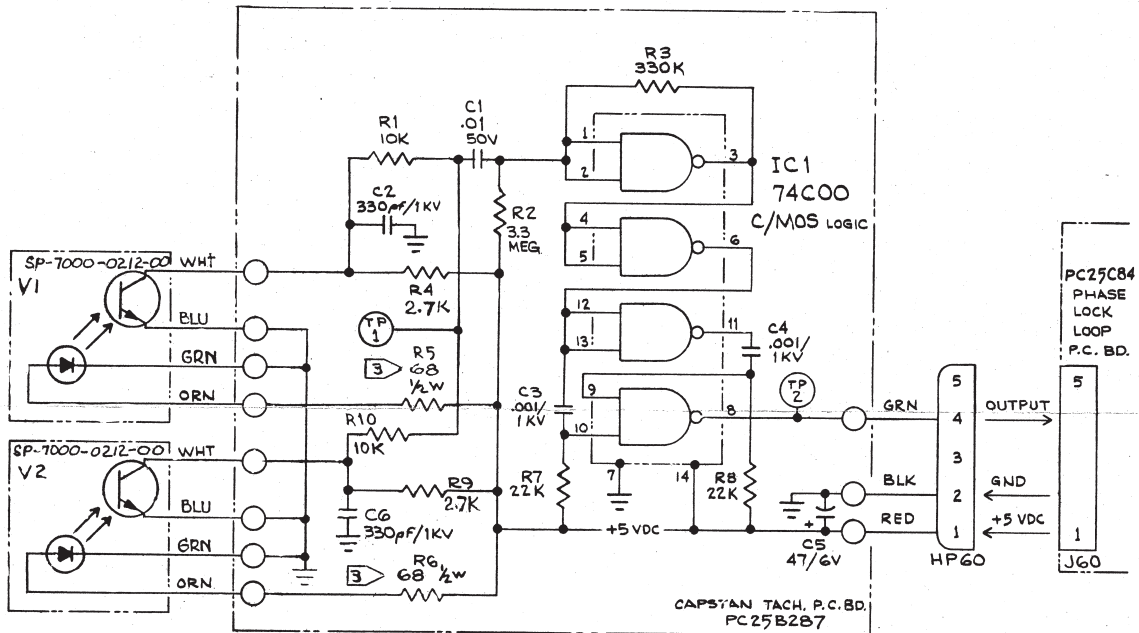 R3
330K
C1
.01
50V
R1
10K
1
2
3
IC1
74C00
C/MOS LOGIC
C2
330pf/1KV
R2
3.3
MEG.
4
5
6
SP-7000-0212-00
V1
WHT
BLU
GRN
ORN
R4
2.7K
TP
1
3
R5
68
1/2W
12
13
11
C4
.001/
1KV
PC25C84
PHASE
LOCK
LOOP
P.C. BD.
C3
.001/
1KV
9
10
8
TP
2
GRN
5
4
3
2
1
OUTPUT
5
R10
10K
SP-7000-0212-00
V2
WHT
BLU
GRN
ORN
R9
2.7K
C6
330pf/1KV
R7
22K
7
14
R8
22K
BLK
GND
RED
+5 VDC
1
+5 VDC
+
C5
47/6V
HP60
J60
3
R6
68 1/2W
CAPSTAN TACH. P.C. BD.
PC25B287